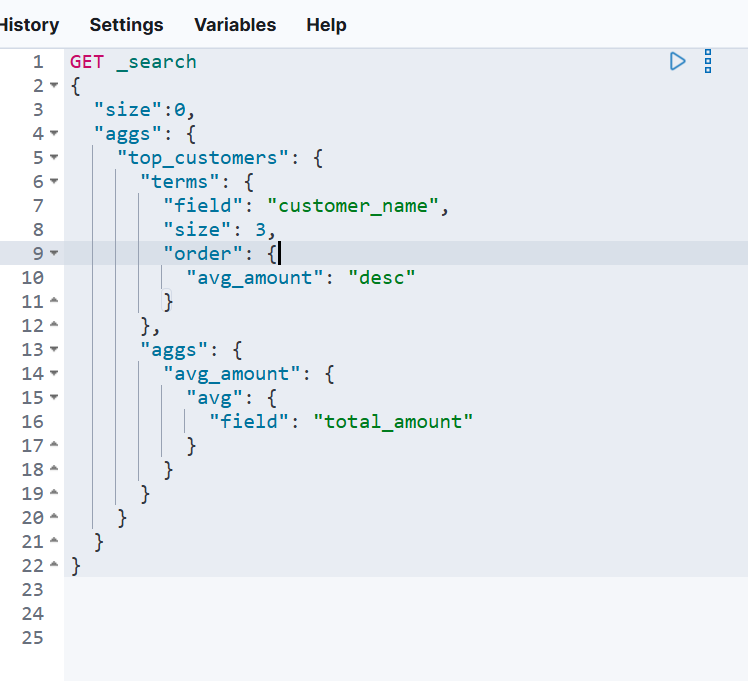 History Settings Variables Help
1 GET _search
2 {
3 "size":0,
4 "aggs": {
5 "top_customers": {
6 "terms": {
7 "field": "customer_name",
8 "size": 3,
9 "order": {
10 "avg_amount": "desc"
11 }
12 },
13 "aggs": {
14 "avg_amount": {
15 "avg": {
16 "field": "total_amount"
17 }
18 }
19 }
20 }
21 }
22 }
23
24
25